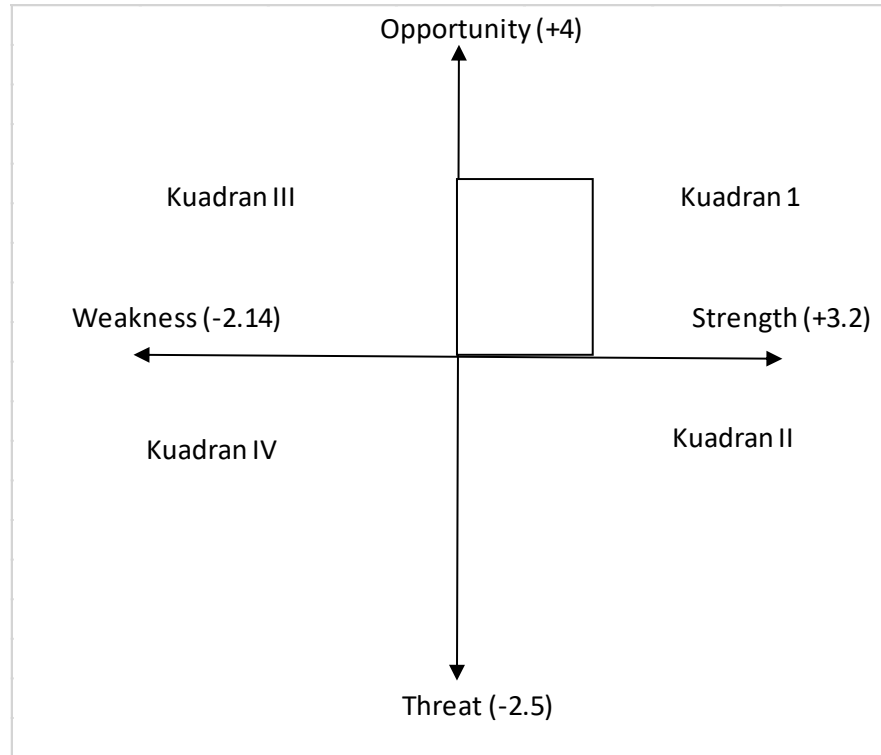 Opportunity (+4)
Kuadran III
Kuadran 1
Weakness (-2.14)
Strength (+3.2)
Kuadran IV
Kuadran II
Threat (-2.5)